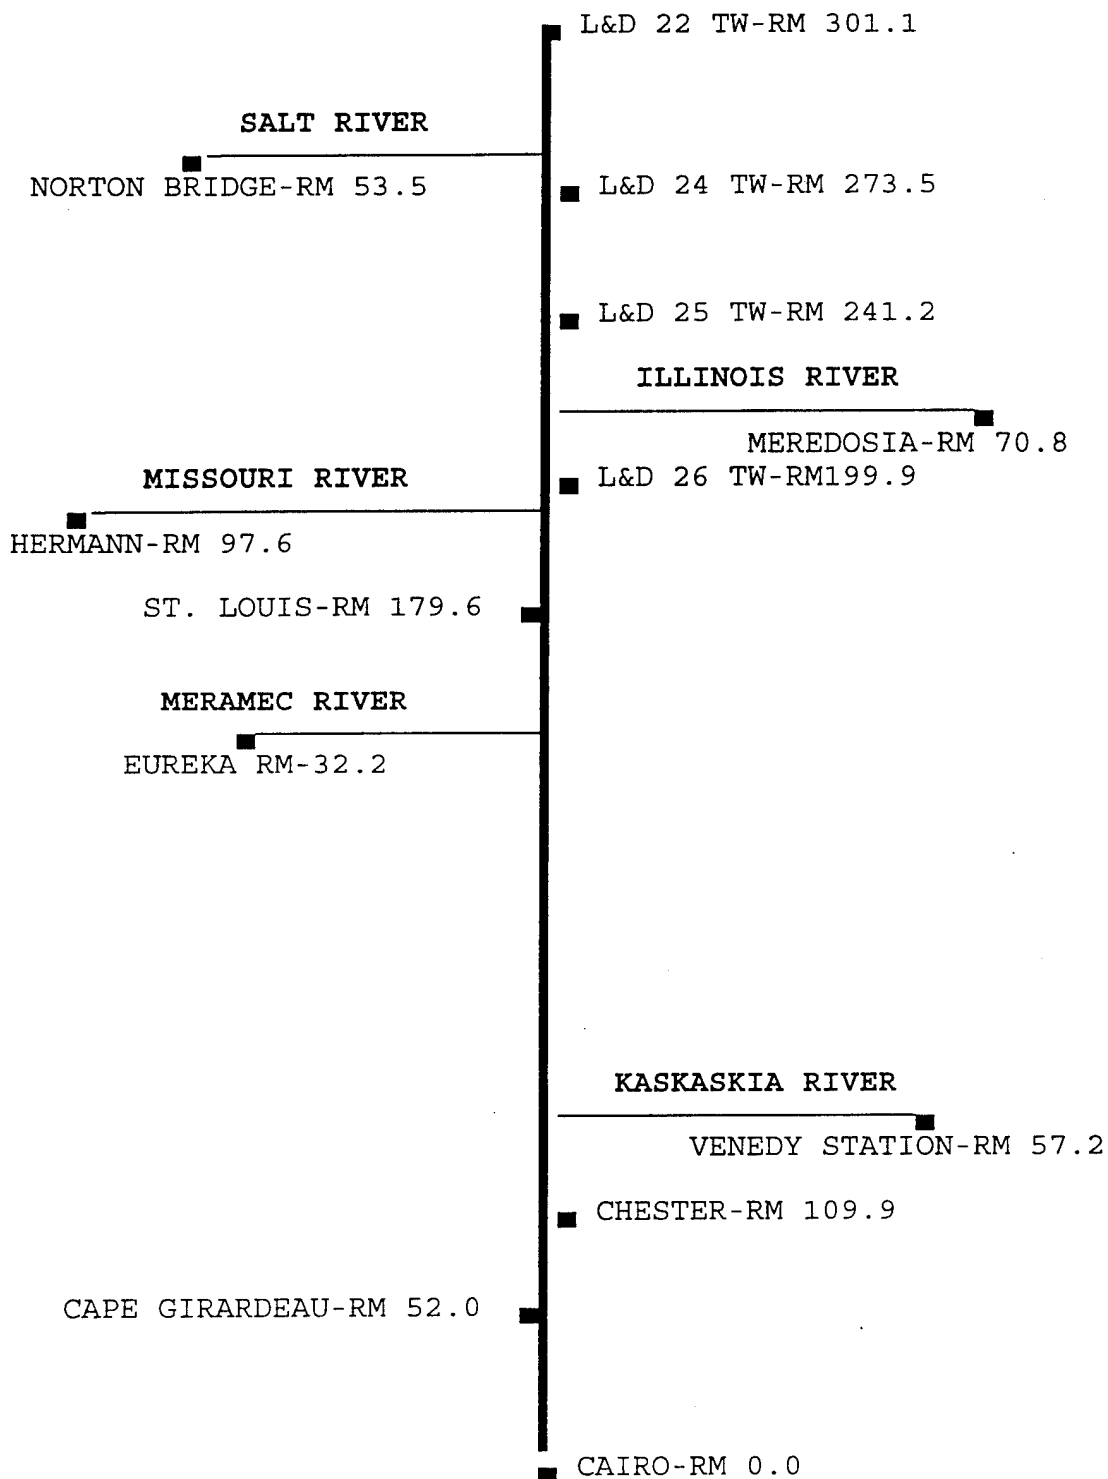 L&D 22 TW-RM 301.1
SALT RIVER
NORTON BRIDGE-RM 53.5
L&D 24 TW-RM 273.5
L&D 25 TW-RM 241.2
ILLINOIS RIVER
MEREDOSIA-RM 70.8
MISSOURI RIVER
L&D 26 TW-RM199.9
HERMANN-RM 97.6
ST. LOUIS-RM 179.6
MERAMEC RIVER
EUREKA RM-32.2
KASKASKIA RIVER
VENEDY STATION-RM 57.2
CHESTER-RM 109.9
CAPE GIRARDEAU-RM 52.0
CAIRO-RM 0.0